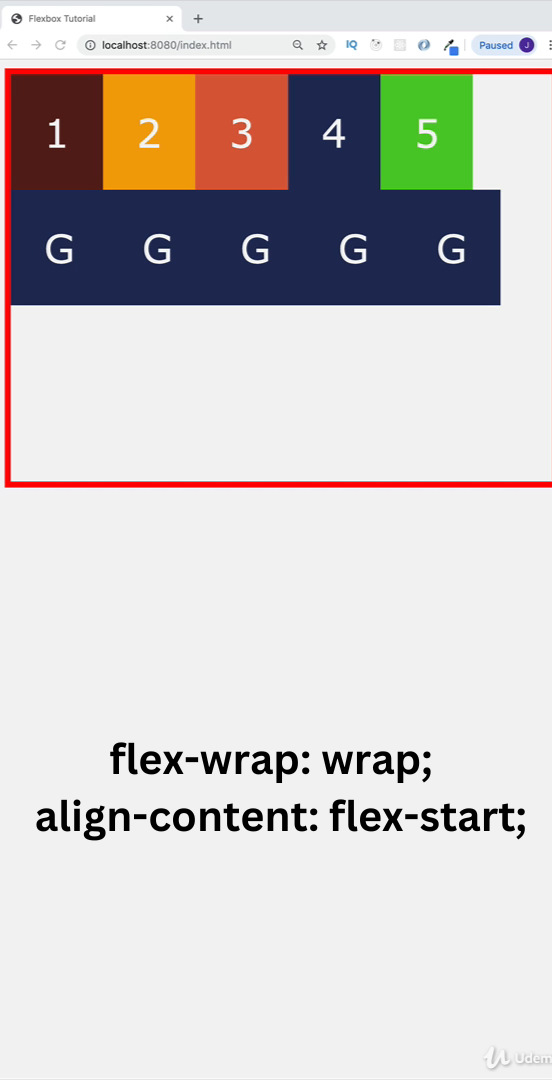 Flexbox Tutorial
localhost:8080/index.html
IQ
Paused
J
1 2 3 4 5
G G G G G
flex-wrap: wrap;
align-content: flex-start;
Udem